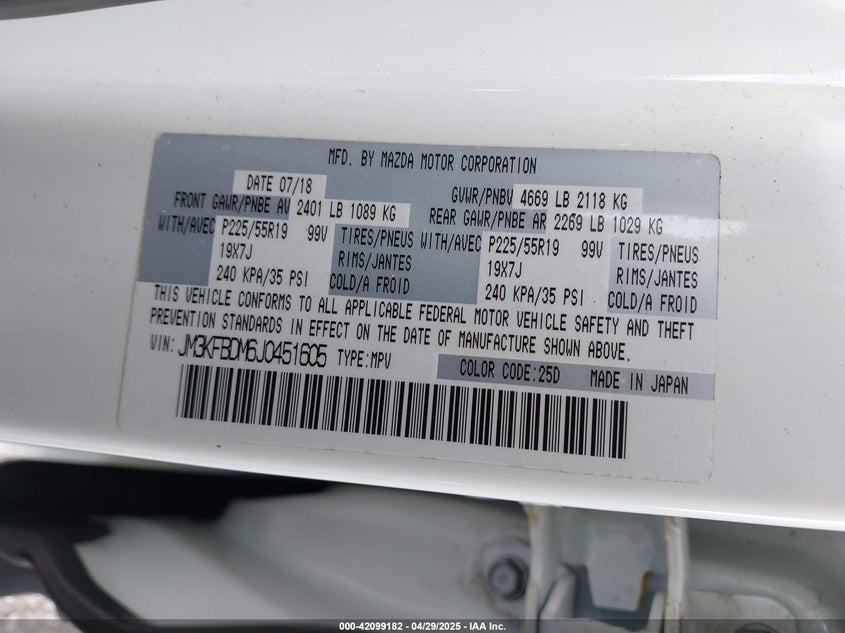 MFD. BY MAZDA MOTOR CORPORATION
DATE 07/18 GVWR/PNBV 4669 LB 2118 KG
FRONT GAWR/PNBE AV 2401 LB 1089 KG REAR GAWR/PNBE AR 2269 LB 1029 KG
WITH/AVEC P225/55R19 99V TIRES/PNEUS WITH/AVEC P225/55R19 99V TIRES/PNEUS
19X7J RIMS/JANTES 19X7J RIMS/JANTES
240 KPA/35 PSI COLD/A FROID 240 KPA/35 PSI COLD/A FROID
THIS VEHICLE CONFORMS TO ALL APPLICABLE FEDERAL MOTOR VEHICLE SAFETY AND THEFT
PREVENTION STANDARDS IN EFFECT ON THE DATE OF MANUFACTURE SHOWN ABOVE.
VIN: JM3KFBDM6J0451605 TYPE:MPV COLOR CODE:25D MADE IN JAPAN
000-42099182 - 04/29/2025 - IAA Inc.